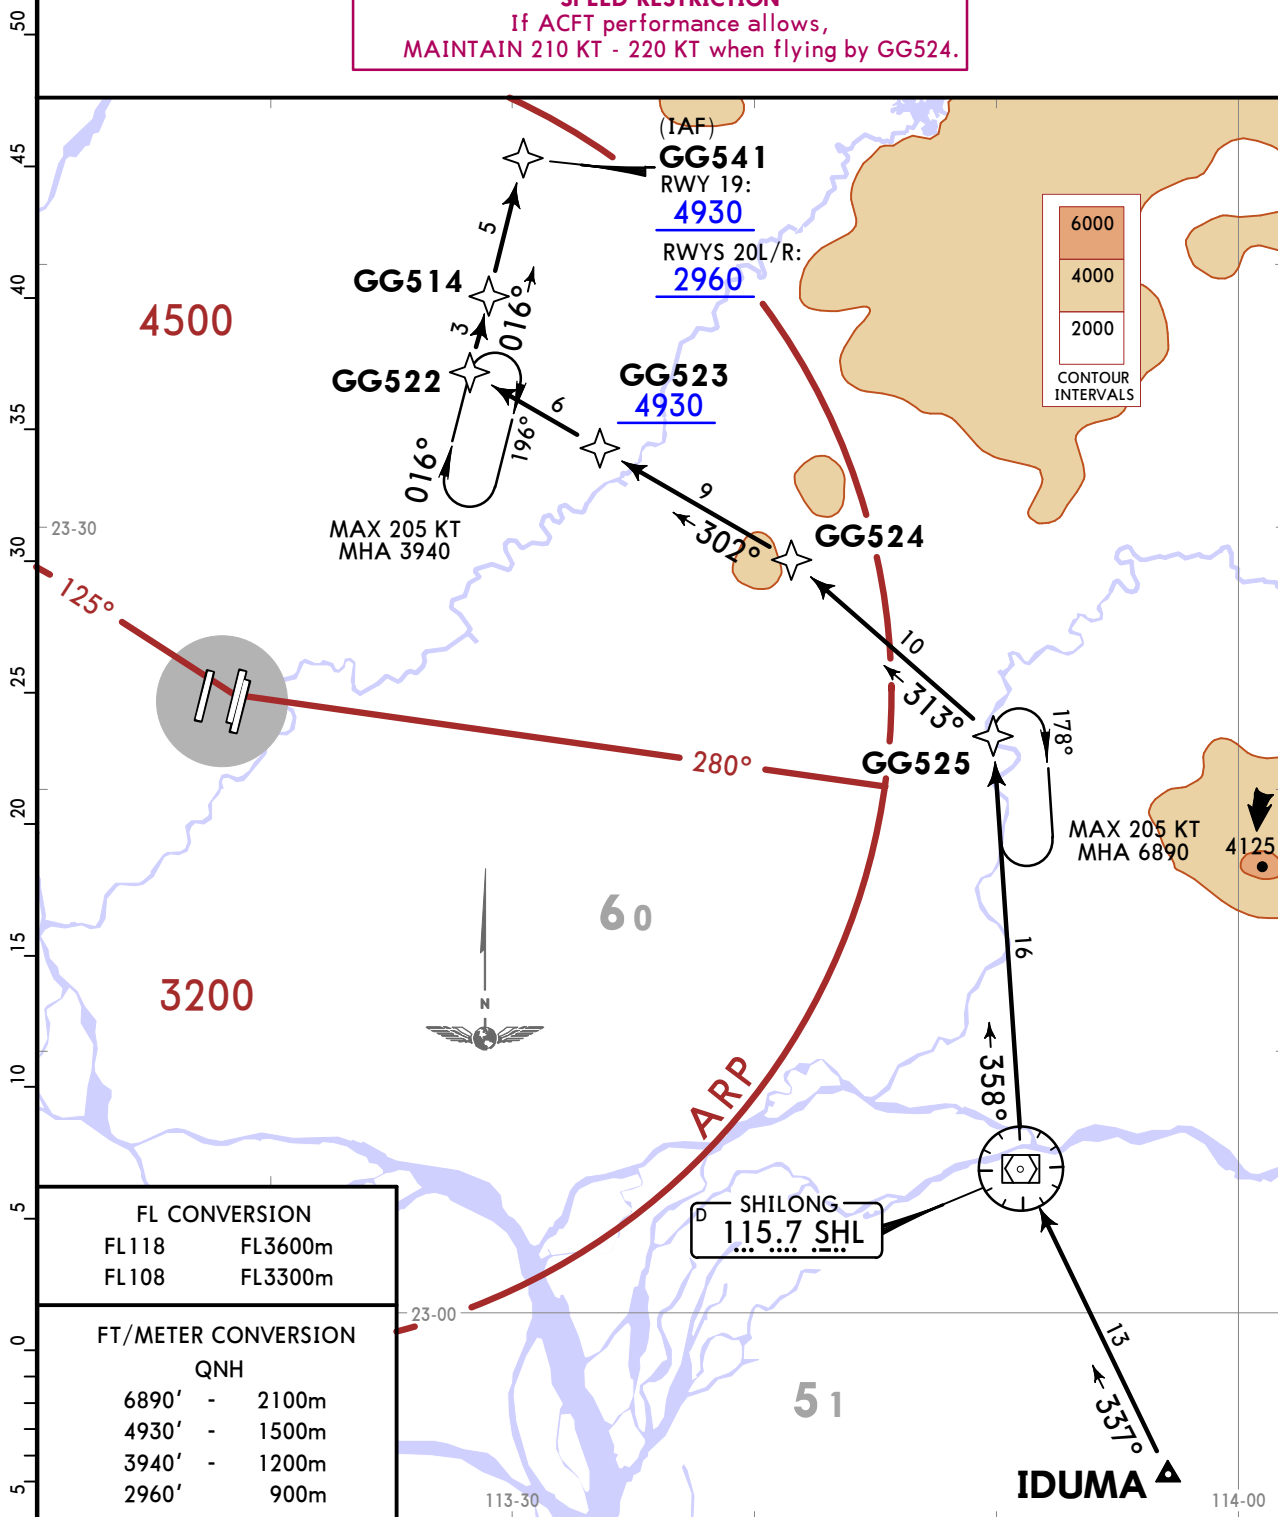 SPEED RESTRICTION
If ACFT performance allows,
MAINTAIN 210 KT - 220 KT when flying by GG524.
50
45
40
35
30
25
20
15
10
5
0
5
(IAF)
GG541
RWY 19:
4930
RWYS 20L/R:
2960
6000
4000
2000
CONTOUR
INTERVALS
5
GG514
016°
3
4500
GG522
GG523
4930
6
196°
016°
MAX 205 KT
MHA 3940
23-30
9
302°
GG524
125°
10
313°
178°
GG525
280°
MAX 205 KT
MHA 6890
4125
16
60
3200
N
358°
ARP
D
SHILONG
115.7 SHL
FL CONVERSION
FL118 FL3600m
FL108 FL3300m
23-00
FT/METER CONVERSION
QNH
6890' - 2100m
4930' - 1500m
3940' - 1200m
2960' 900m
13
337°
51
IDUMA
113-30
114-00